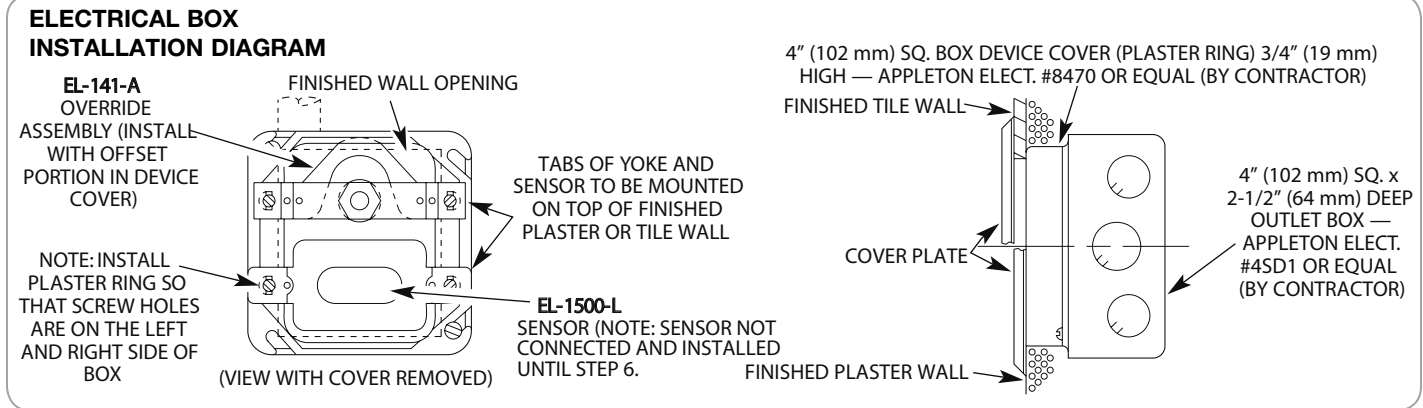 ELECTRICAL BOX
INSTALLATION DIAGRAM
EL-141-A
OVERRIDE
ASSEMBLY (INSTALL
WITH OFFSET
PORTION IN DEVICE
COVER)
FINISHED WALL OPENING
NOTE: INSTALL
PLASTER RING SO
THAT SCREW HOLES
ARE ON THE LEFT
AND RIGHT SIDE OF
BOX
TABS OF YOKE AND
SENSOR TO BE MOUNTED
ON TOP OF FINISHED
PLASTER OR TILE WALL
EL-1500-L
SENSOR (NOTE: SENSOR NOT
CONNECTED AND INSTALLED
UNTIL STEP 6.
(VIEW WITH COVER REMOVED)
4” (102 mm) SQ. BOX DEVICE COVER (PLASTER RING) 3/4” (19 mm)
HIGH — APPLETON ELECT. #8470 OR EQUAL (BY CONTRACTOR)
FINISHED TILE WALL
COVER PLATE
4” (102 mm) SQ. x
2-1/2” (64 mm) DEEP
OUTLET BOX —
APPLETON ELECT.
#4SD1 OR EQUAL
(BY CONTRACTOR)
FINISHED PLASTER WALL